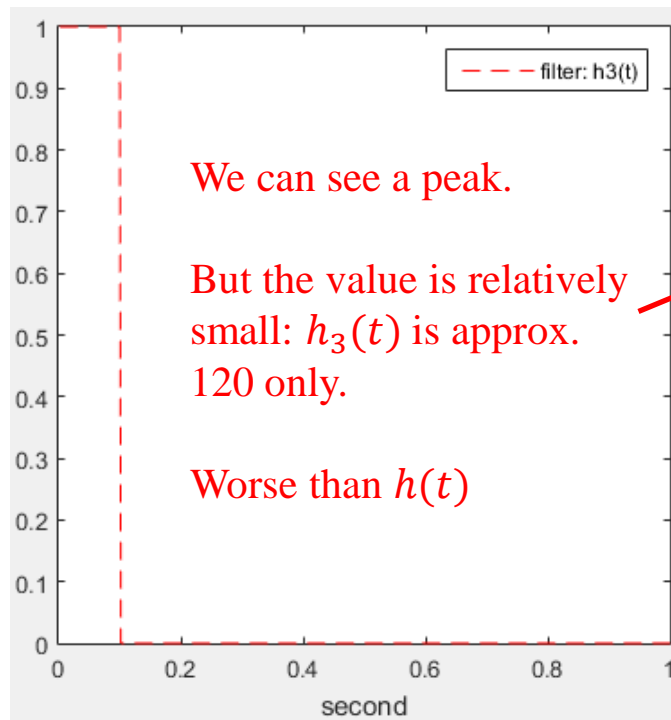 1
filter: h3(t)
0.9
0.8
We can see a peak.
0.7
0.6
But the value is relatively
small: h₃(t) is approx.
0.5
120 only.
0.4
0.3
Worse than h(t)
0.2
0.1
0
0 0.2 0.4 0.6 0.8 1
second